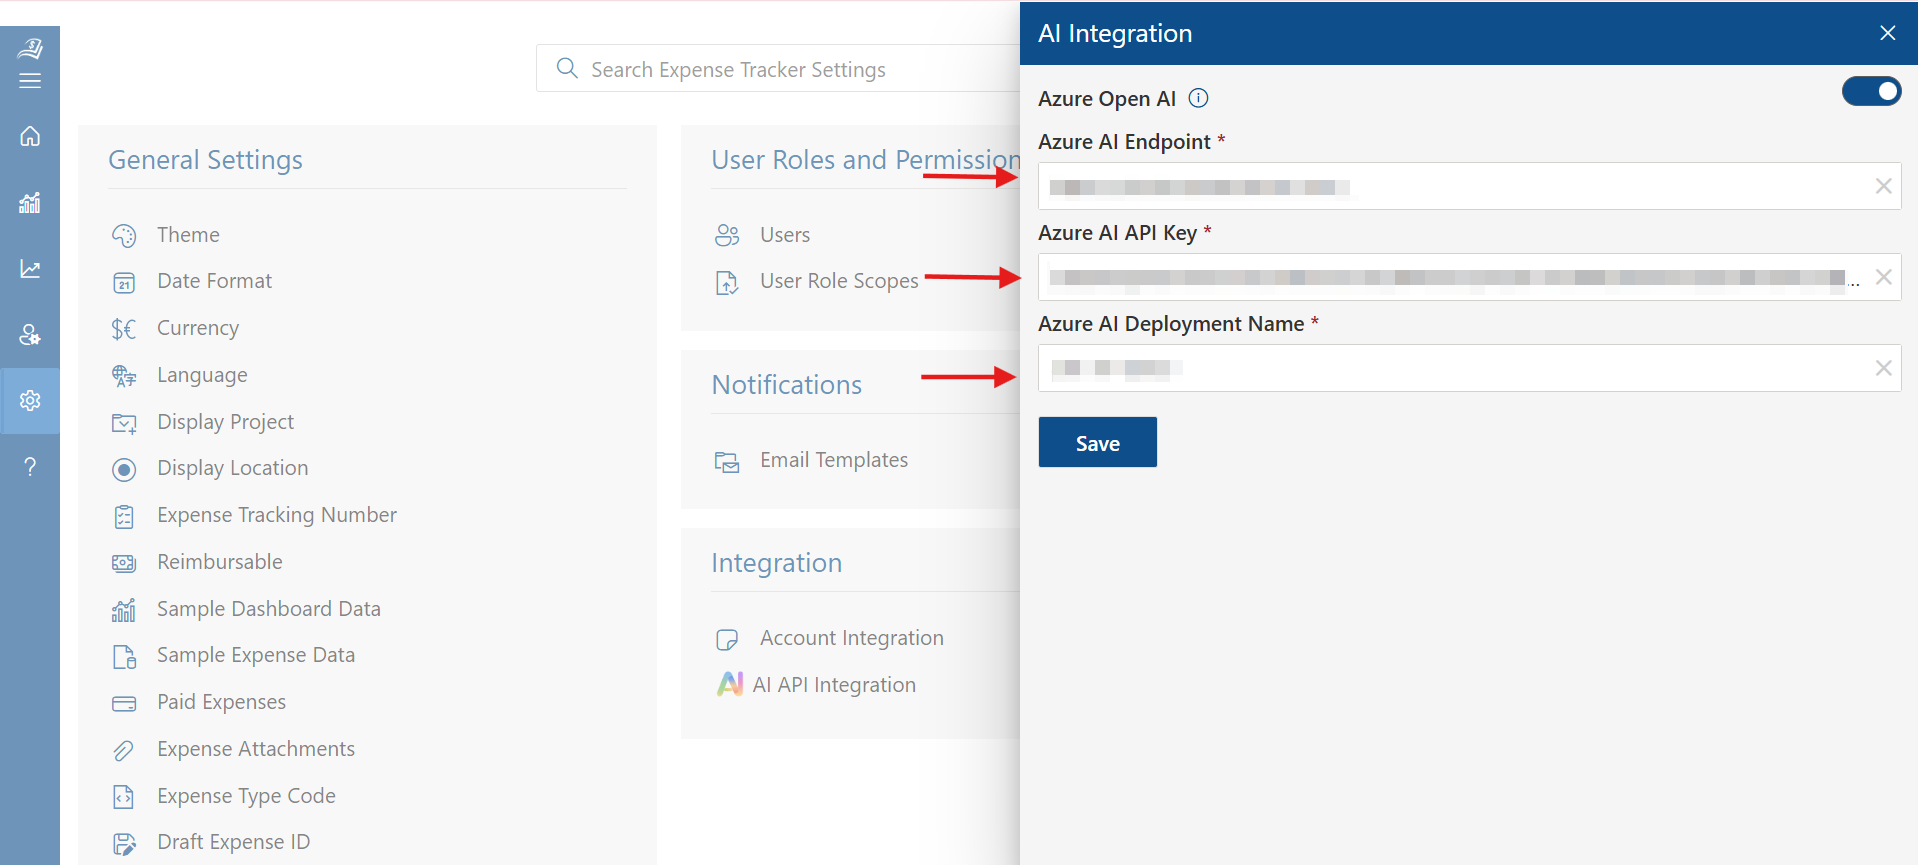 Search Expense Tracker Settings
General Settings
Theme
21
Date Format
Currency
Language
Display Project
Display Location
Expense Tracking Number
Reimbursable
Sample Dashboard Data
Sample Expense Data
Paid Expenses
Expense Attachments
Expense Type Code
Draft Expense ID
User Roles and Permission
Users
User Role Scopes
Notifications
Email Templates
Integration
Account Integration
AI AI API Integration
AI Integration
Azure Open AI
Azure AI Endpoint *
Azure AI API Key *
...
Azure AI Deployment Name *
Save